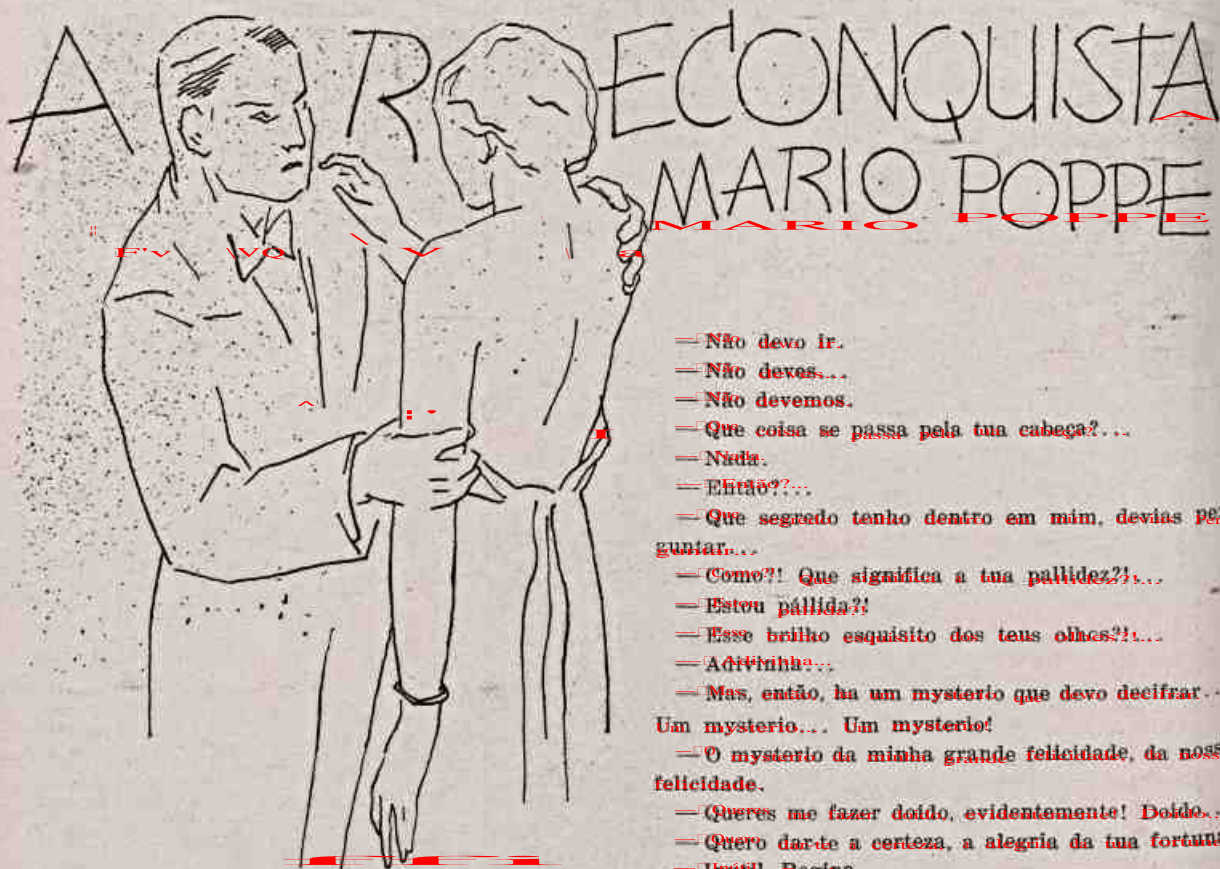 A RECONQUISTA
MARIO POPPE
— Não devo ir.
— Não deves...
— Não devemos.
— Que coisa se passa pela tua cabeça?...
— Nada.
— Então?...
— Que segredo tenho dentro em mim, devias per
guntar...
— Como?! Que significa a tua pallidez?!...
— Estou pállida?!
— Esse brilho esquisito dos teus olhos?!...
— Adivinha...
— Mas, então, ha um mysterio que devo decifrar..
Um mysterio... Um mysterio!
— O mysterio da minha grande felicidade, da noss
felicidade.
— Queres me fazer doido, evidentemente! Doido..
— Quero dar-te a certeza, a alegria da tua fortuna